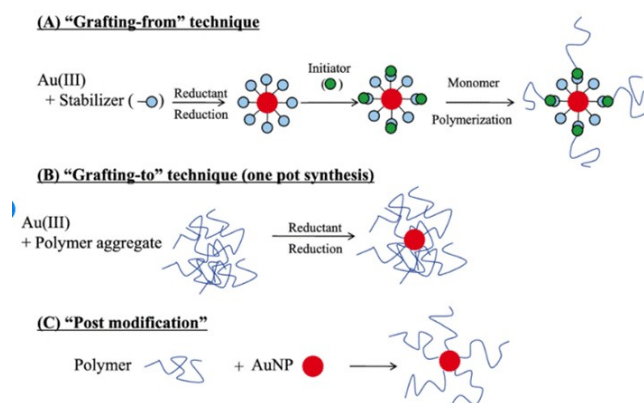 (A) “Grafting-from” technique
Au(III)
+ Stabilizer ( )
Reductant
Reduction
Initiator
( )
Monomer
Polymerization
(B) “Grafting-to” technique (one pot synthesis)
Au(III)
+ Polymer aggregate
Reductant
Reduction
(C) “Post modification”
Polymer + AuNP